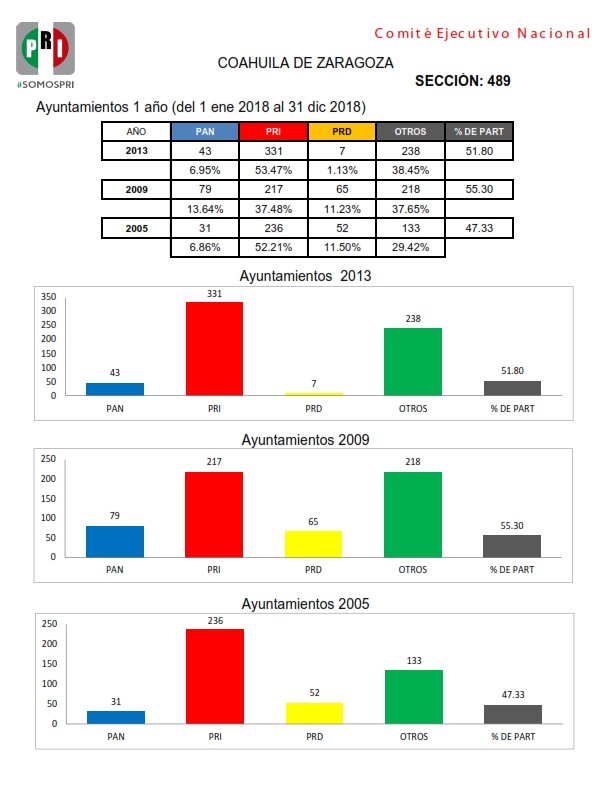 Comité Ejecutivo Nacional
PRI
#SOMOSPRI
COAHUILA DE ZARAGOZA
SECCIÓN: 489
Ayuntamientos 1 año (del 1 ene 2018 al 31 dic 2018)
AÑO PAN PRI PRD OTROS % DE PART
2013 43 331 7 238 51.80
6.95% 53.47% 1.13% 38.45%
2009 79 217 65 218 55.30
13.64% 37.48% 11.23% 37.65%
2005 31 236 52 133 47.33
6.86% 52.21% 11.50% 29.42%
Ayuntamientos 2013
350
300
250
200
150
100
50
0
43
331
7
238
51.80
PAN PRI PRD OTROS % DE PART
Ayuntamientos 2009
250
200
150
100
50
0
79
217
65
218
55.30
PAN PRI PRD OTROS % DE PART
Ayuntamientos 2005
250
200
150
100
50
0
31
236
52
133
47.33
PAN PRI PRD OTROS % DE PART